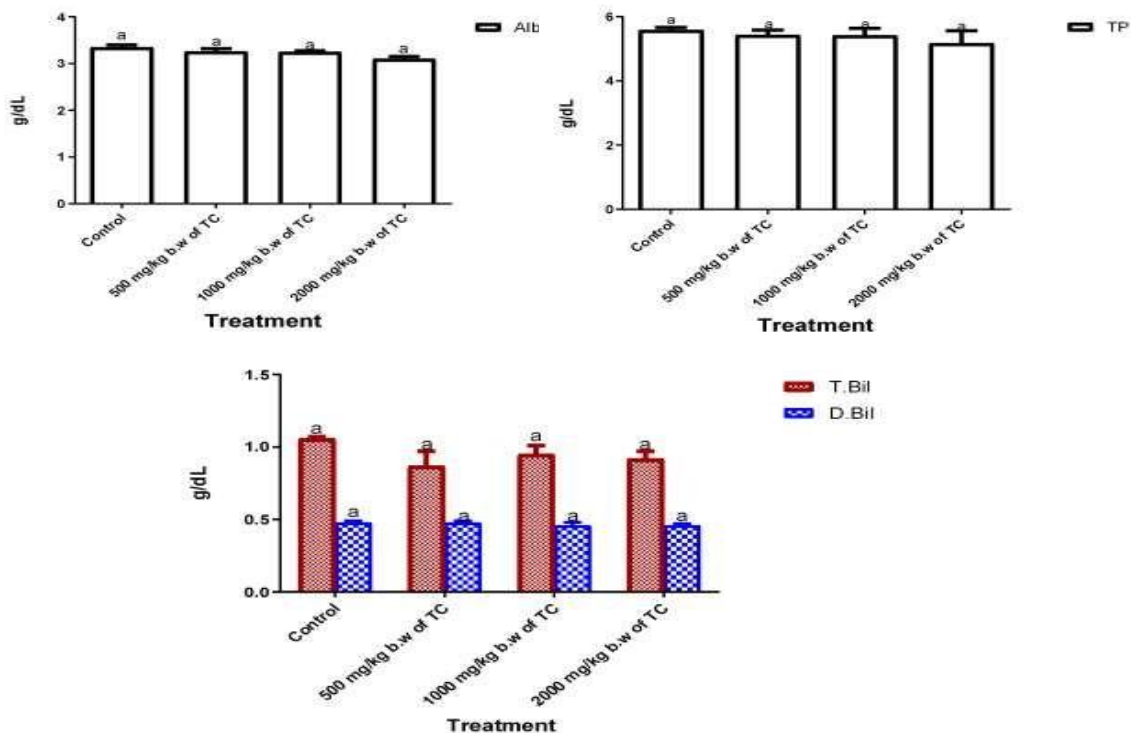 4
3
2
1
0
g/dL
a
a
a
a
Alb
Control
500 mg/kg b.w of TC
1000 mg/kg b.w of TC
2000 mg/kg b.w of TC
Treatment
6
4
2
0
g/dL
a
a
a
a
TP
Control
500 mg/kg b.w of TC
1000 mg/kg b.w of TC
2000 mg/kg b.w of TC
Treatment
1.5
1.0
0.5
0.0
g/dL
a
a
a
a
a
a
a
a
T.Bil
D.Bil
Control
500 mg/kg b.w of TC
1000 mg/kg b.w of TC
2000 mg/kg b.w of TC
Treatment